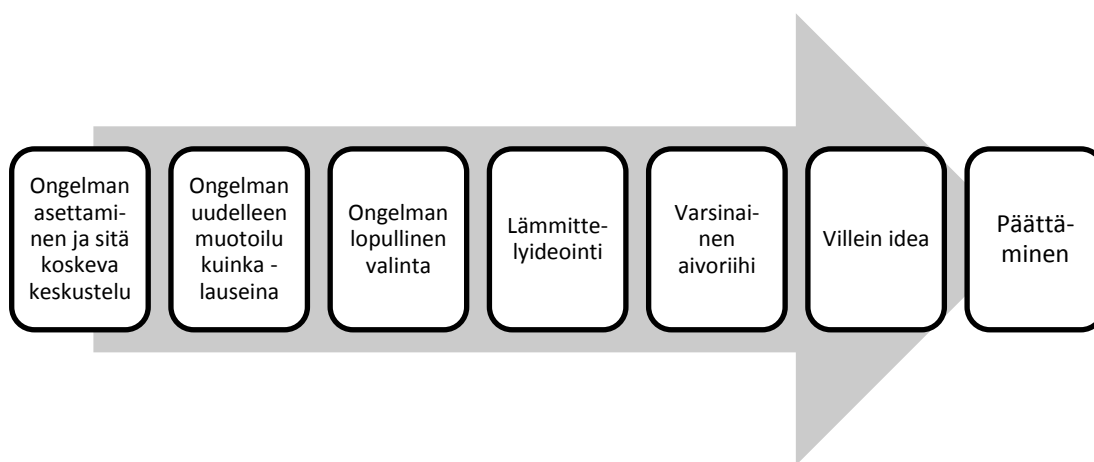 Ongelman
asettami-
nen ja sitä
koskeva
keskustelu
Ongelman
uudelleen
muotoilu
kuinka -
lauseina
Ongelman
lopullinen
valinta
Lämmitte-
lyideointi
Varsinai-
nen
aivoriihi
Villein idea
Päättä-
minen